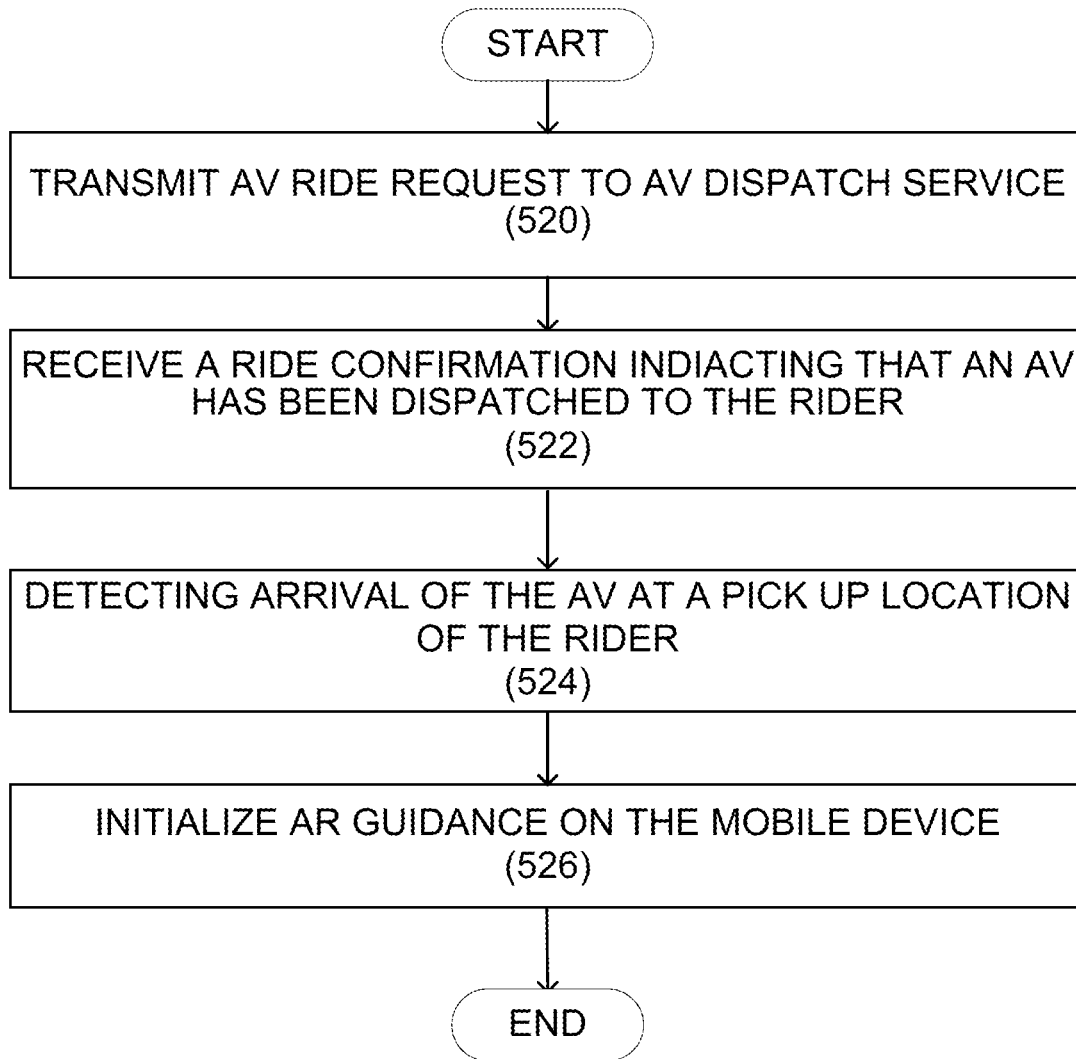 START
TRANSMIT AV RIDE REQUEST TO AV DISPATCH SERVICE
(520)
RECEIVE A RIDE CONFIRMATION INDIACTING THAT AN AV
HAS BEEN DISPATCHED TO THE RIDER
(522)
DETECTING ARRIVAL OF THE AV AT A PICK UP LOCATION
OF THE RIDER
(524)
INITIALIZE AR GUIDANCE ON THE MOBILE DEVICE
(526)
END